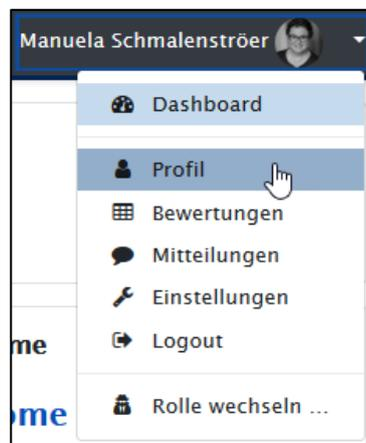 Manuela Schmalenströer
Dashboard
Profil
Bewertungen
Mitteilungen
Einstellungen
me
Logout
ome
Rolle wechseln ...